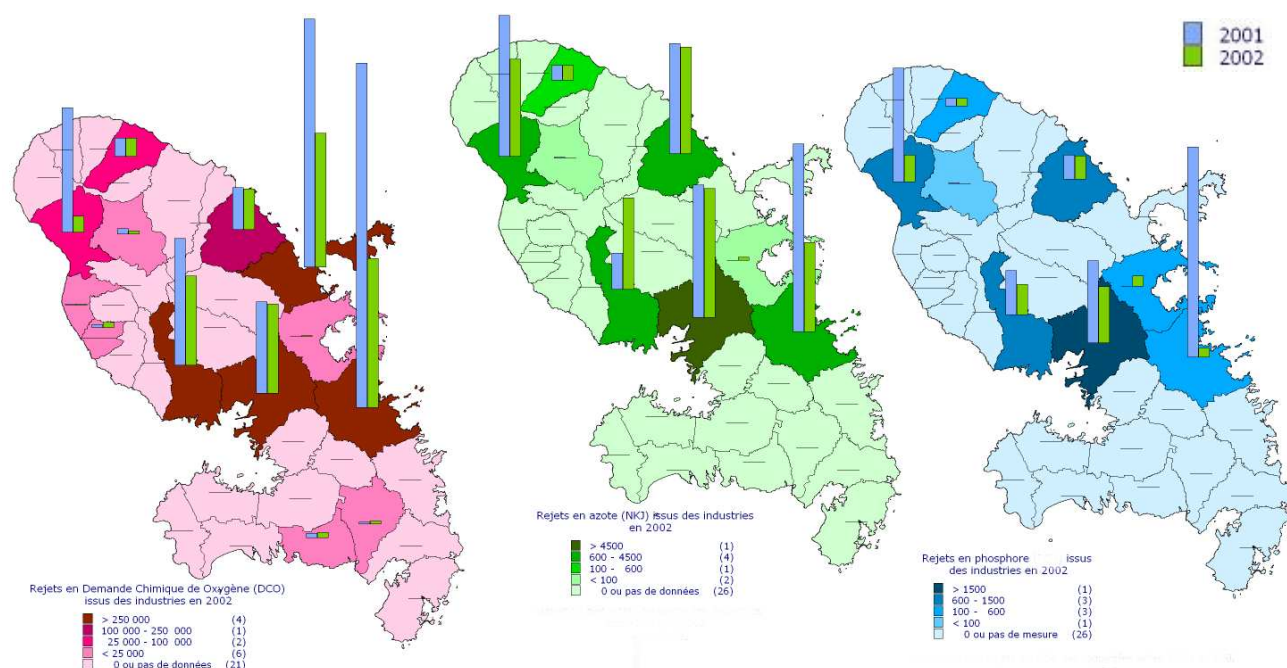 2001
2002
Rejets en Demande Chimique de Oxygène (DCO)
issus des industries en 2002
> 250 000 (4)
100 000 - 250 000 (1)
25 000 - 100 000 (2)
< 25 000 (6)
0 ou pas de données (21)
Rejets en azote (NKJ) issus des industries
en 2002
> 4500 (1)
600 - 4500 (4)
100 - 600 (1)
< 100 (2)
0 ou pas de données (26)
Rejets en phosphore issus
des industries en 2002
> 1500 (1)
600 - 1500 (3)
100 - 600 (3)
< 100 (1)
0 ou pas de mesure (26)